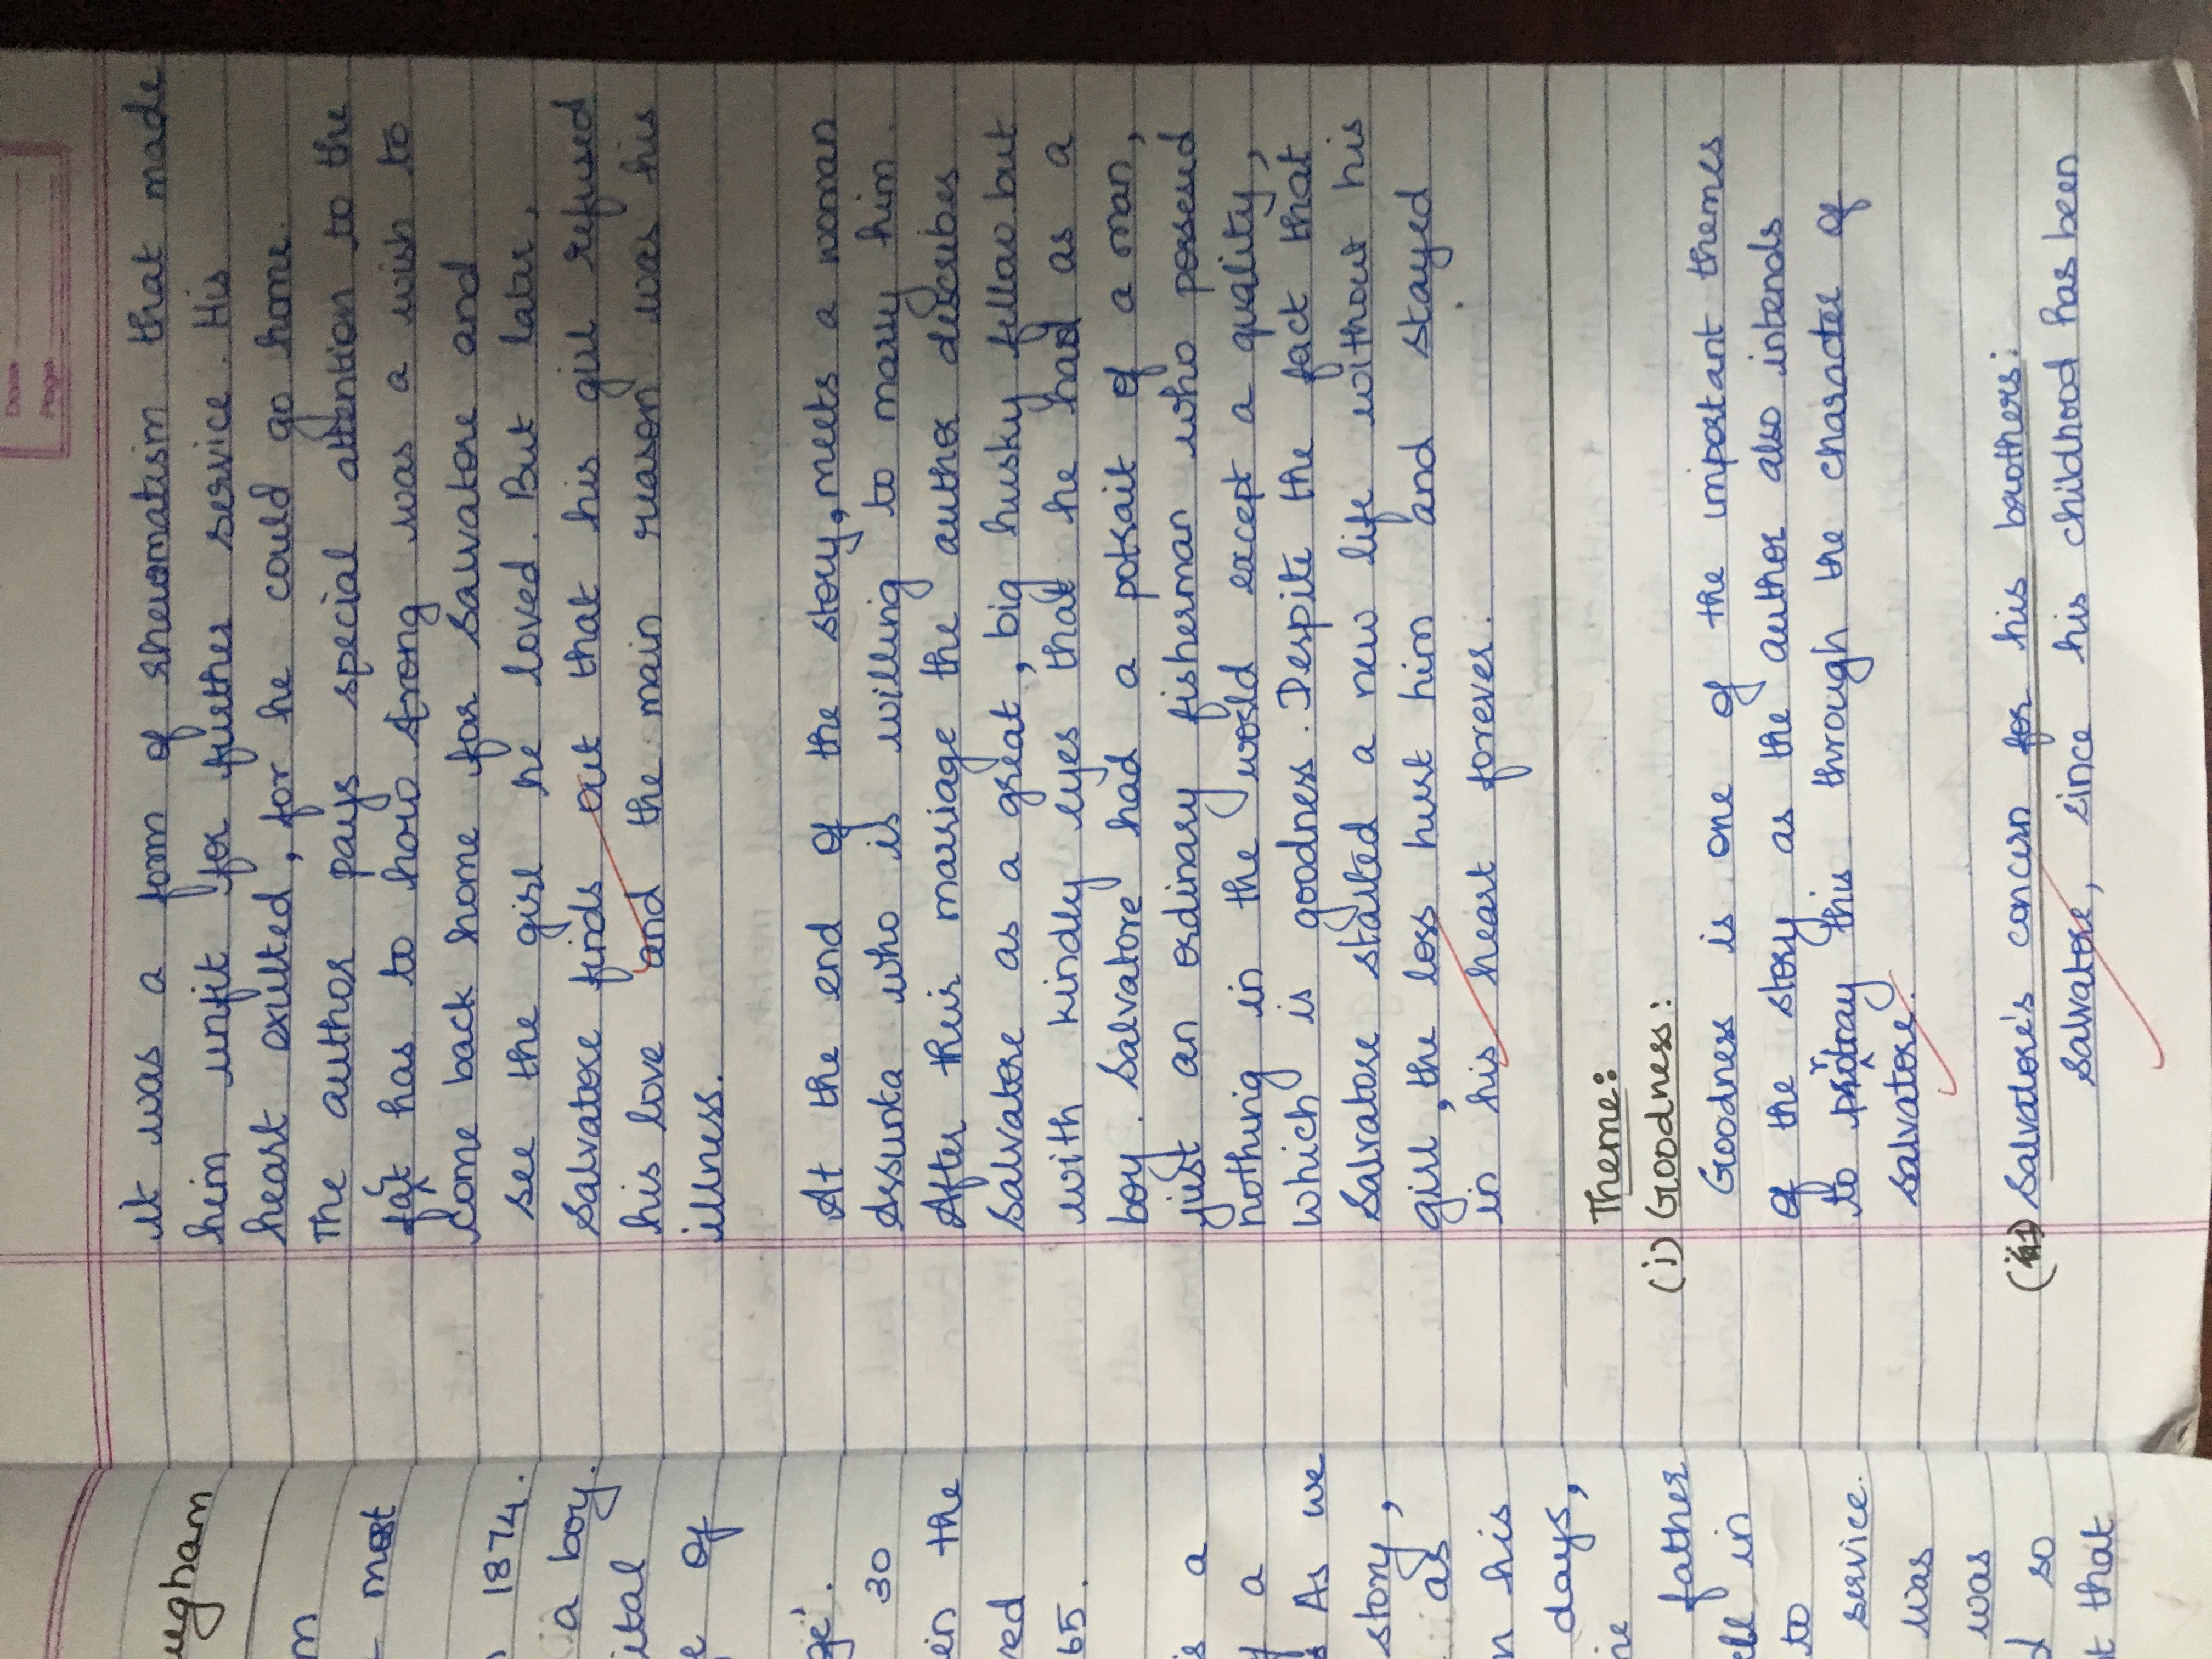 ugham
m
most
1874.
a boy.
ital
of
ge'.
30
in the
ved
65.
a
a
As we
story,
as
his
days,
father
in
to
service.
was
was
so
that
Date
Page
it was a form of rheuomatism that made
him unfit for further service. His
heart exulted, for he could go home.
The author pays special attention to the
fact has to how strong was a wish to
come back home for Salvatore and
see the girl he loved. But later,
Salvatore finds out that his girl refused
his love and the main reason was his
illness.
At the end of the story, meets a woman
Assunta who is willing to marry him.
After their marriage the author describes
Salvatore as a great, big husky fellow but
with kindly eyes that he had as a
boy. Salvatore had a potrait of a man,
just an ordinary fisherman who possesed
nothing in the world except a quality,
which is goodness. Despite the fact that
Salvatore started a new life without his
girl, the loss hurt him and stayed
in his heart forever.
Theme:
(i) Goodness:
Goodness is one of the important themes
of the story as the author also intends
to this through the character of
Salvatore.
Salvatore's concern for his brothers:
Salvatore, since his childhood has been